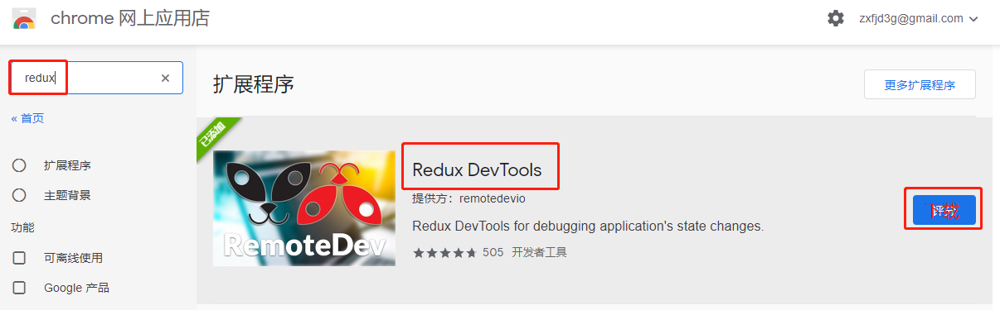 chrome 网上应用店
zxfjd3g@gmail.com
redux
« 首页
扩展程序
主题背景
功能
可离线使用
Google 产品
扩展程序
更多扩展程序
已添加
RemoteDev
Redux DevTools
提供方：remotedevio
Redux DevTools for debugging application's state changes.
505 开发者工具
评分
下载